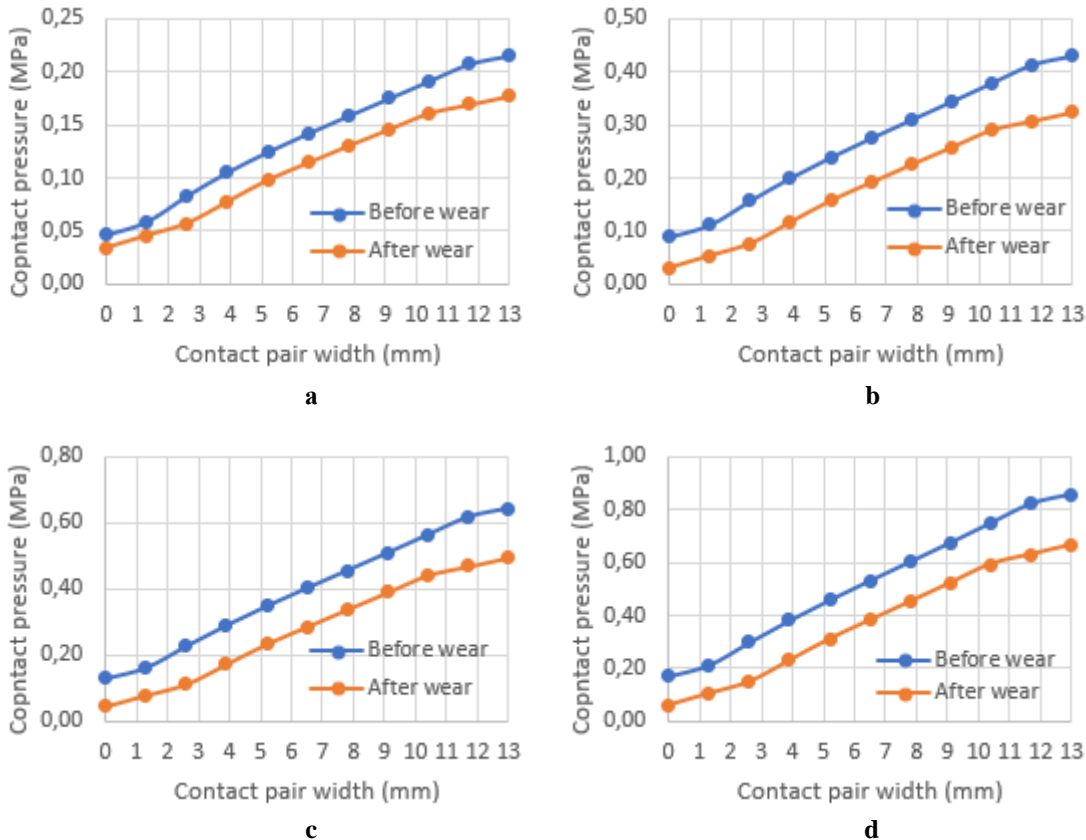 0,25
0,20
0,15
0,10
0,05
0,00
Copntact pressure (MPa)
Before wear
After wear
0 1 2 3 4 5 6 7 8 9 10 11 12 13
Contact pair width (mm)
a
0,50
0,40
0,30
0,20
0,10
0,00
Copntact pressure (MPa)
Before wear
After wear
0 1 2 3 4 5 6 7 8 9 10 11 12 13
Contact pair width (mm)
b
0,80
0,60
0,40
0,20
0,00
Copntact pressure (MPa)
Before wear
After wear
0 1 2 3 4 5 6 7 8 9 10 11 12 13
Contact pair width (mm)
c
1,00
0,80
0,60
0,40
0,20
0,00
Copntact pressure (MPa)
Before wear
After wear
0 1 2 3 4 5 6 7 8 9 10 11 12 13
Contact pair width (mm)
d